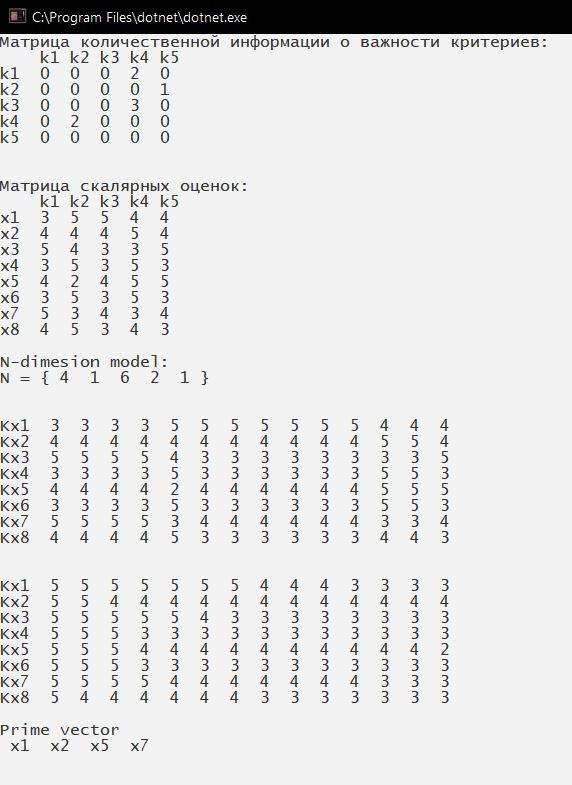 C:\Program Files\dotnet\dotnet.exe
Матрица количественной информации о важности критериев:
k1 k2 k3 k4 k5
k1 0 0 0 2 0
k2 0 0 0 0 1
k3 0 0 0 3 0
k4 0 2 0 0 0
k5 0 0 0 0 0
Матрица скалярных оценок:
k1 k2 k3 k4 k5
x1 3 5 5 4 4
x2 4 4 4 5 4
x3 5 4 3 3 5
x4 3 5 3 5 3
x5 4 2 4 5 5
x6 3 5 3 5 3
x7 5 3 4 3 4
x8 4 5 3 4 3
N-dimesion model:
N = { 4 1 6 2 1 }
Kx1 3 3 3 3 5 5 5 5 5 5 5 4 4 4
Kx2 4 4 4 4 4 4 4 4 4 4 4 5 5 4
Kx3 5 5 5 5 4 3 3 3 3 3 3 3 3 5
Kx4 3 3 3 3 5 3 3 3 3 3 3 5 5 3
Kx5 4 4 4 4 2 4 4 4 4 4 4 5 5 5
Kx6 3 3 3 3 5 3 3 3 3 3 3 5 5 3
Kx7 5 5 5 5 3 4 4 4 4 4 4 3 3 4
Kx8 4 4 4 4 5 3 3 3 3 3 3 4 4 3
Kx1 5 5 5 5 5 5 5 4 4 4 3 3 3 3
Kx2 5 5 4 4 4 4 4 4 4 4 4 4 4 4
Kx3 5 5 5 5 5 4 3 3 3 3 3 3 3 3
Kx4 5 5 5 3 3 3 3 3 3 3 3 3 3 3
Kx5 5 5 5 4 4 4 4 4 4 4 4 4 4 2
Kx6 5 5 5 3 3 3 3 3 3 3 3 3 3 3
Kx7 5 5 5 5 4 4 4 4 4 4 4 3 3 3
Kx8 5 4 4 4 4 4 4 3 3 3 3 3 3 3
Prime vector
x1 x2 x5 x7